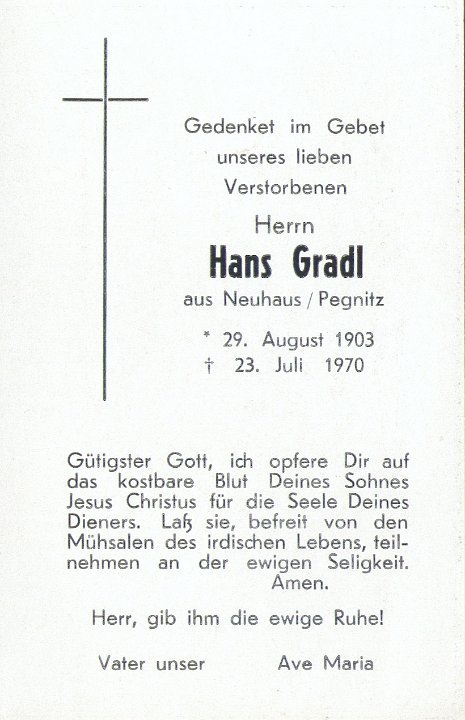 Gedenket im Gebet
unseres lieben
Verstorbenen
Herrn
Hans Gradl
aus Neuhaus / Pegnitz
* 29. August 1903
† 23. Juli 1970
Gütigster Gott, ich opfere Dir auf
das kostbare Blut Deines Sohnes
Jesus Christus für die Seele Deines
Dieners. Laß sie, befreit von den
Mühsalen des irdischen Lebens, teil-
nehmen an der ewigen Seligkeit.
Amen.
Herr, gib ihm die ewige Ruhe!
Vater unser Ave Maria